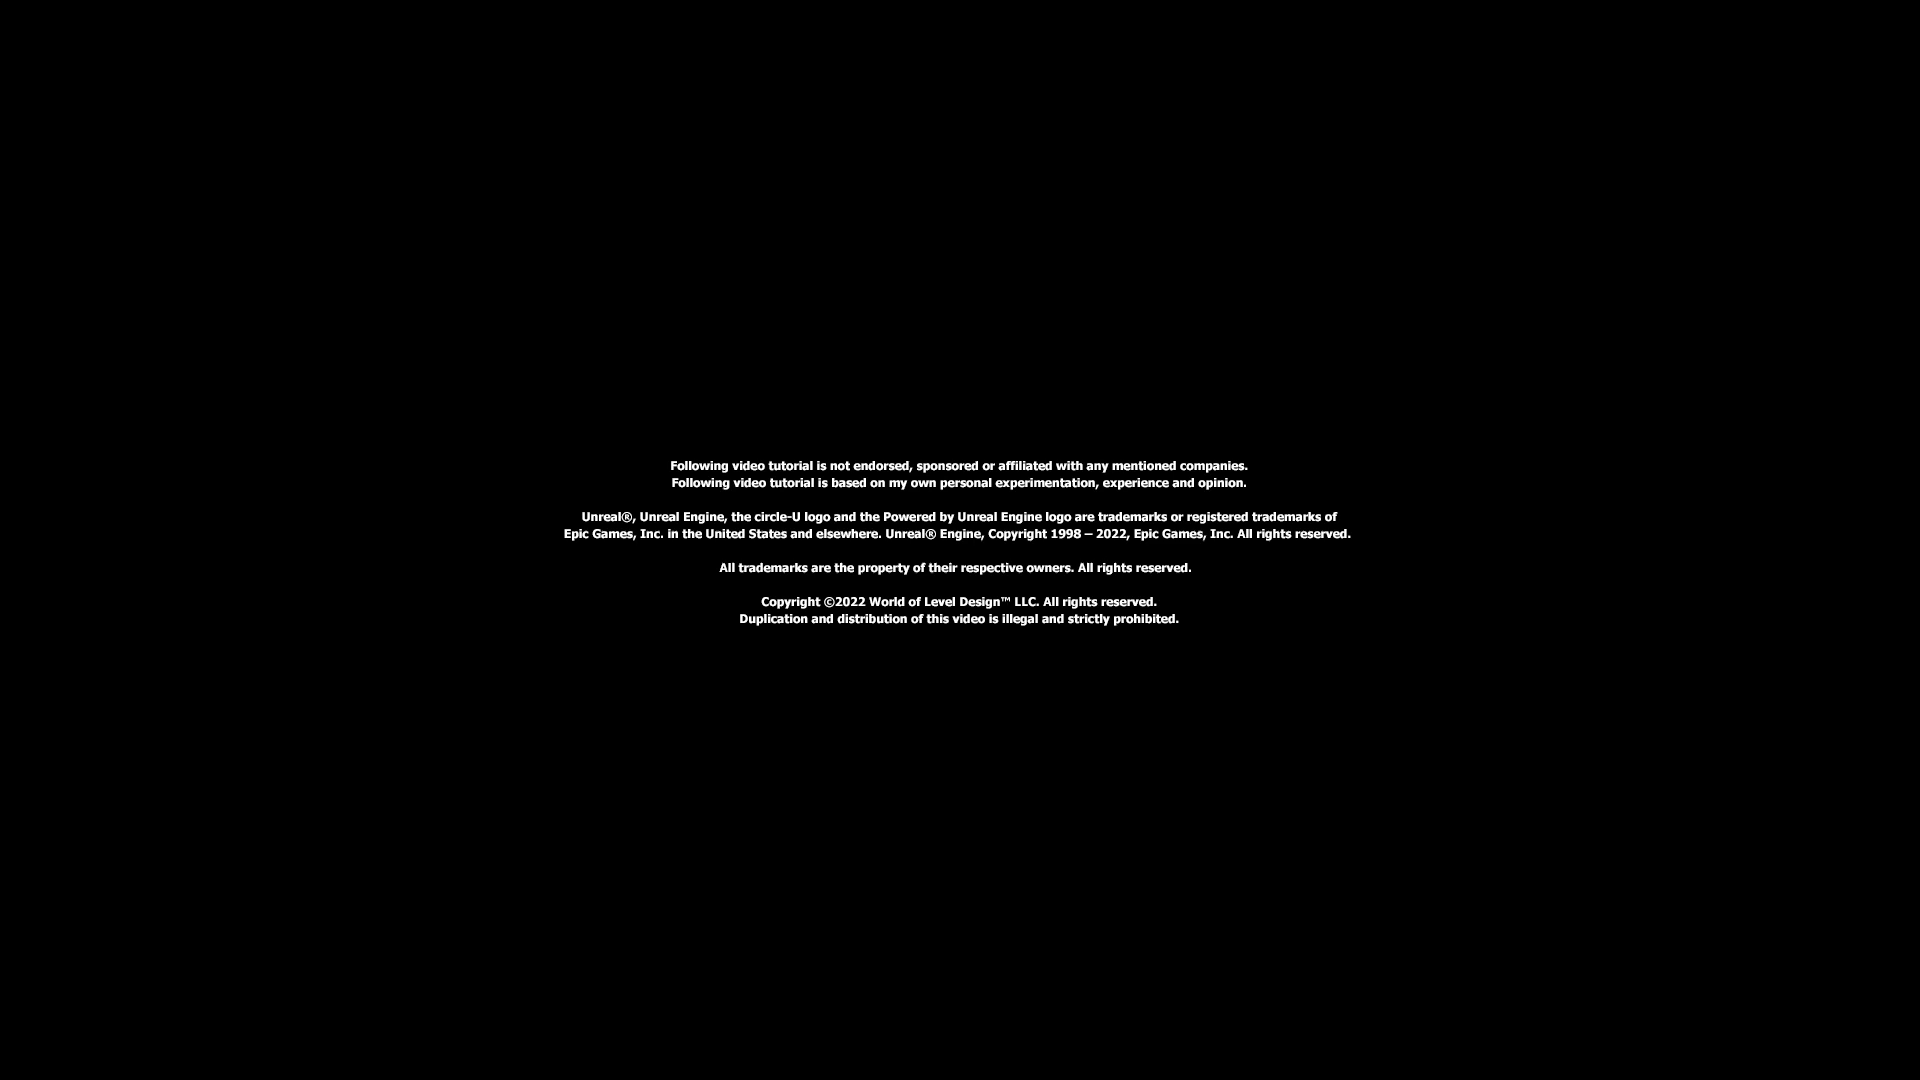 Following video tutorial is not endorsed, sponsored or affiliated with any mentioned companies.
Following video tutorial is based on my own personal experimentation, experience and opinion.
Unreal®, Unreal Engine, the circle-U logo and the Powered by Unreal Engine logo are trademarks or registered trademarks of
Epic Games, Inc. in the United States and elsewhere. Unreal® Engine, Copyright 1998 – 2022, Epic Games, Inc. All rights reserved.
All trademarks are the property of their respective owners. All rights reserved.
Copyright ©2022 World of Level Design™ LLC. All rights reserved.
Duplication and distribution of this video is illegal and strictly prohibited.